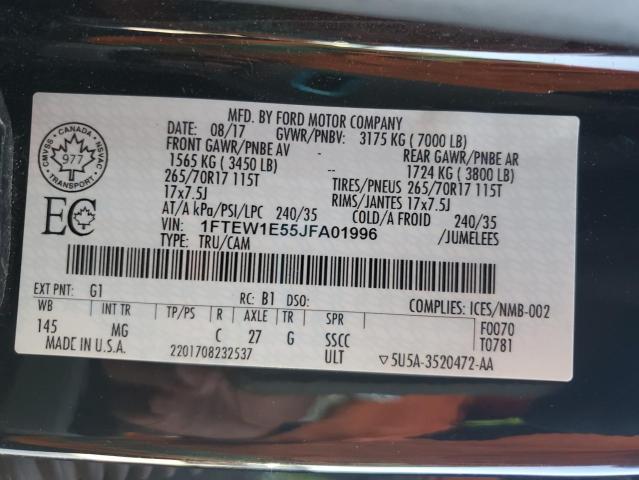 MFD. BY FORD MOTOR COMPANY
DATE: 08/17 GVWR/PNBV: 3175 KG ( 7000 LB)
FRONT GAWR/PNBE AV REAR GAWR/PNBE AR
1565 KG ( 3450 LB) -- 1724 KG ( 3800 LB)
265/70R17 115T TIRES/PNEUS 265/70R17 115T
17x7.5J RIMS/JANTES 17x7.5J
AT/A kPa/PSI/LPC 240/35 COLD/A FROID 240/35
VIN: 1FTEW1E55JFA01996 /JUMELEES
TYPE: TRU/CAM
CMVSS CANADA NSVAC
977
TRANSPORT
EC
EXT PNT: G1 RC: B1 DSO:
COMPLIES: ICES/NMB-002
WB INT TR TP/PS R AXLE TR SPR F0070
145 MG C 27 G SSCC T0781
MADE IN U.S.A. 2201708232537 ULT ▽5U5A-3520472-AA